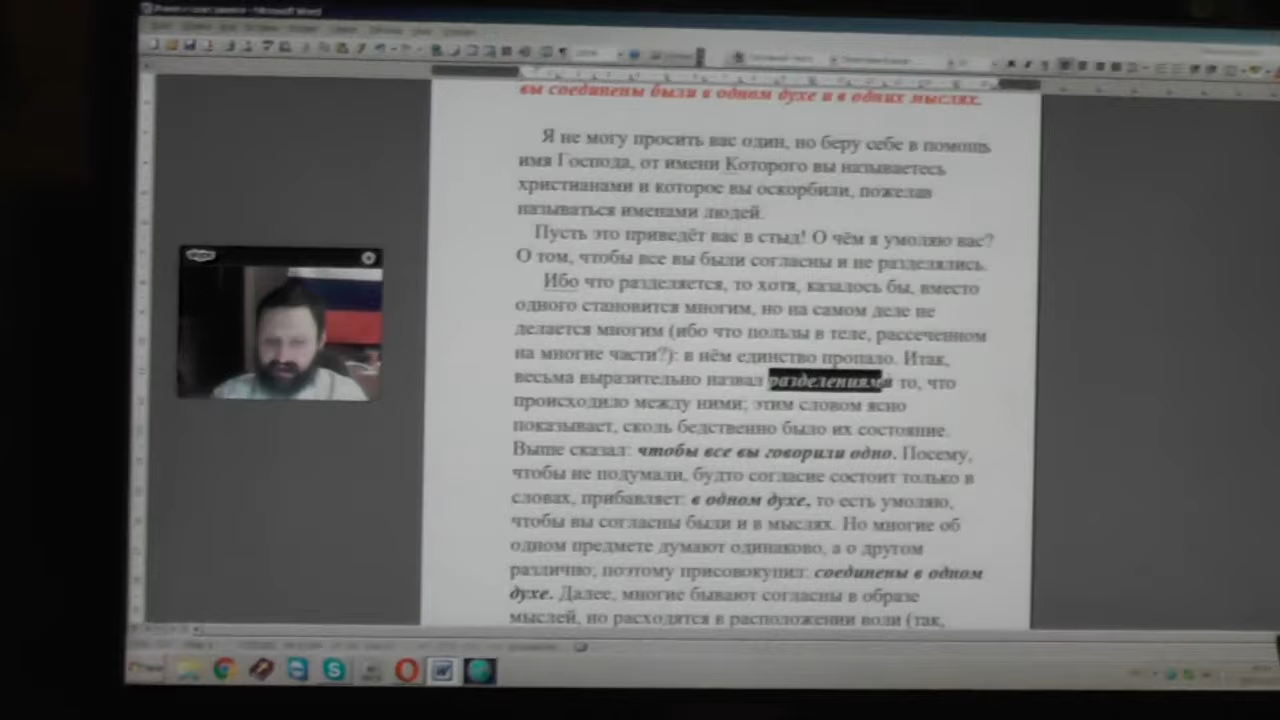 Microsoft Word
вы соединены были в одном духе и в одних мыслях.
Я не могу просить вас один, но беру себе в помощь
имя Господа, от имени Которого вы называетесь
христианами и которое вы оскорбили, пожелав
называться именами людей.
Пусть это приведёт вас в стыд! О чём я умоляю вас?
О том, чтобы все вы были согласны и не разделялись.
Ибо что разделяется, то хотя, казалось бы, вместо
одного становится многим, но на самом деле не
делается многим (ибо что пользы в теле, рассеченном
на многие части?): в нём единство пропало. Итак,
весьма выразительно назвал разделениями то, что
происходило между ними; этим словом ясно
показывает, сколь бедственно было их состояние.
Выше сказал: чтобы все вы говорили одно. Посему,
чтобы не подумали, будто согласие состоит только в
словах, прибавляет: в одном духе, то есть умоляю,
чтобы вы согласны были и в мыслях. Но многие об
одном предмете думают одинаково, а о другом
различно; поэтому присовокупил: соединены в одном
духе. Далее, многие бывают согласны в образе
мыслей, но расходятся в расположении воли (так,
skype